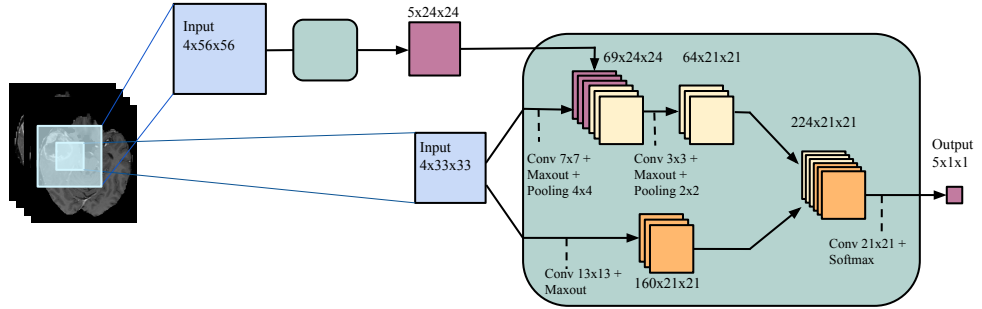 Input
4x56x56
5x24x24
69x24x24
64x21x21
Input
4x33x33
Conv 7x7 +
Maxout +
Pooling 4x4
Conv 3x3 +
Maxout +
Pooling 2x2
224x21x21
Output
5x1x1
Conv 21x21 +
Softmax
Conv 13x13 +
Maxout
160x21x21